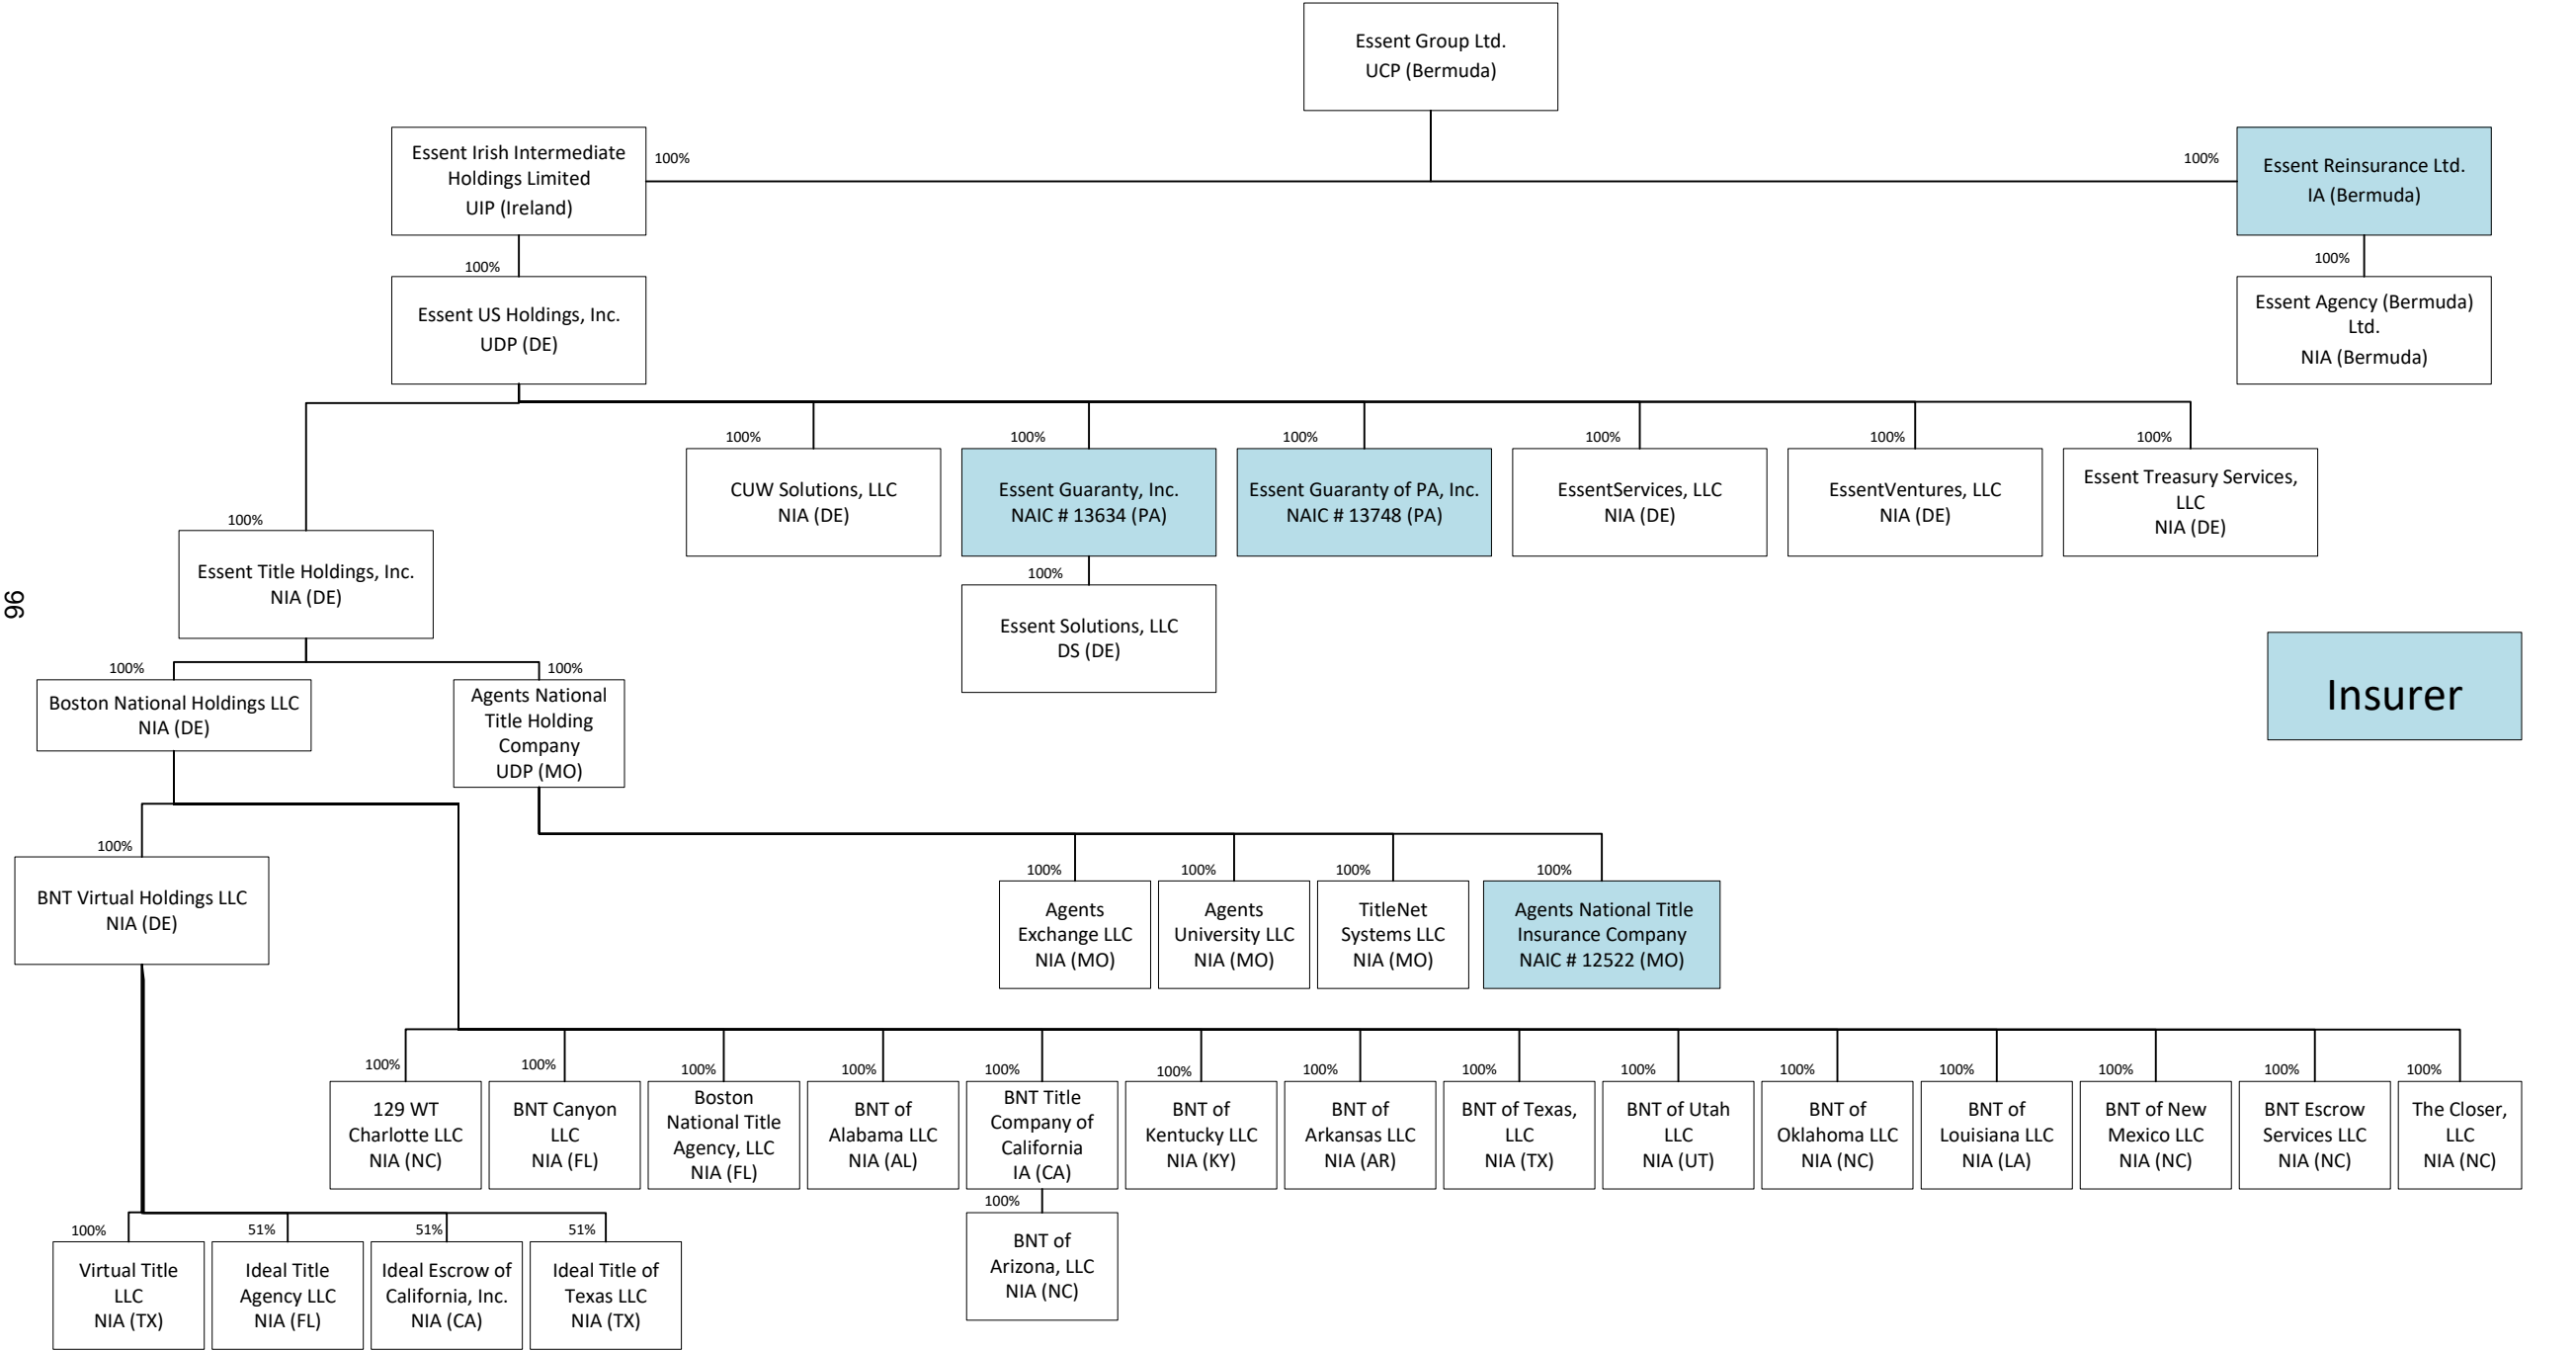 Essent Group Ltd.
UCP (Bermuda)
Essent Irish Intermediate
Holdings Limited
UIP (Ireland)
100%
100%
Essent Reinsurance Ltd.
IA (Bermuda)
100%
Essent US Holdings, Inc.
UDP (DE)
100%
Essent Agency (Bermuda)
Ltd.
NIA (Bermuda)
100%
CUW Solutions, LLC
NIA (DE)
100%
Essent Guaranty, Inc.
NAIC # 13634 (PA)
100%
Essent Guaranty of PA, Inc.
NAIC # 13748 (PA)
100%
EssentServices, LLC
NIA (DE)
100%
EssentVentures, LLC
NIA (DE)
100%
Essent Treasury Services,
LLC
NIA (DE)
100%
Essent Title Holdings, Inc.
NIA (DE)
100%
Essent Solutions, LLC
DS (DE)
96
Insurer
100%
Boston National Holdings LLC
NIA (DE)
100%
Agents National
Title Holding
Company
UDP (MO)
100%
BNT Virtual Holdings LLC
NIA (DE)
100%
Agents
Exchange LLC
NIA (MO)
100%
Agents
University LLC
NIA (MO)
100%
TitleNet
Systems LLC
NIA (MO)
100%
Agents National Title
Insurance Company
NAIC # 12522 (MO)
100%
129 WT
Charlotte LLC
NIA (NC)
100%
BNT Canyon
LLC
NIA (FL)
100%
Boston
National Title
Agency, LLC
NIA (FL)
100%
BNT of
Alabama LLC
NIA (AL)
100%
BNT Title
Company of
California
IA (CA)
100%
BNT of
Kentucky LLC
NIA (KY)
100%
BNT of
Arkansas LLC
NIA (AR)
100%
BNT of Texas,
LLC
NIA (TX)
100%
BNT of Utah
LLC
NIA (UT)
100%
BNT of
Oklahoma LLC
NIA (NC)
100%
BNT of
Louisiana LLC
NIA (LA)
100%
BNT of New
Mexico LLC
NIA (NC)
100%
BNT Escrow
Services LLC
NIA (NC)
100%
The Closer,
LLC
NIA (NC)
100%
BNT of
Arizona, LLC
NIA (NC)
100%
Virtual Title
LLC
NIA (TX)
51%
Ideal Title
Agency LLC
NIA (FL)
51%
Ideal Escrow of
California, Inc.
NIA (CA)
51%
Ideal Title of
Texas LLC
NIA (TX)